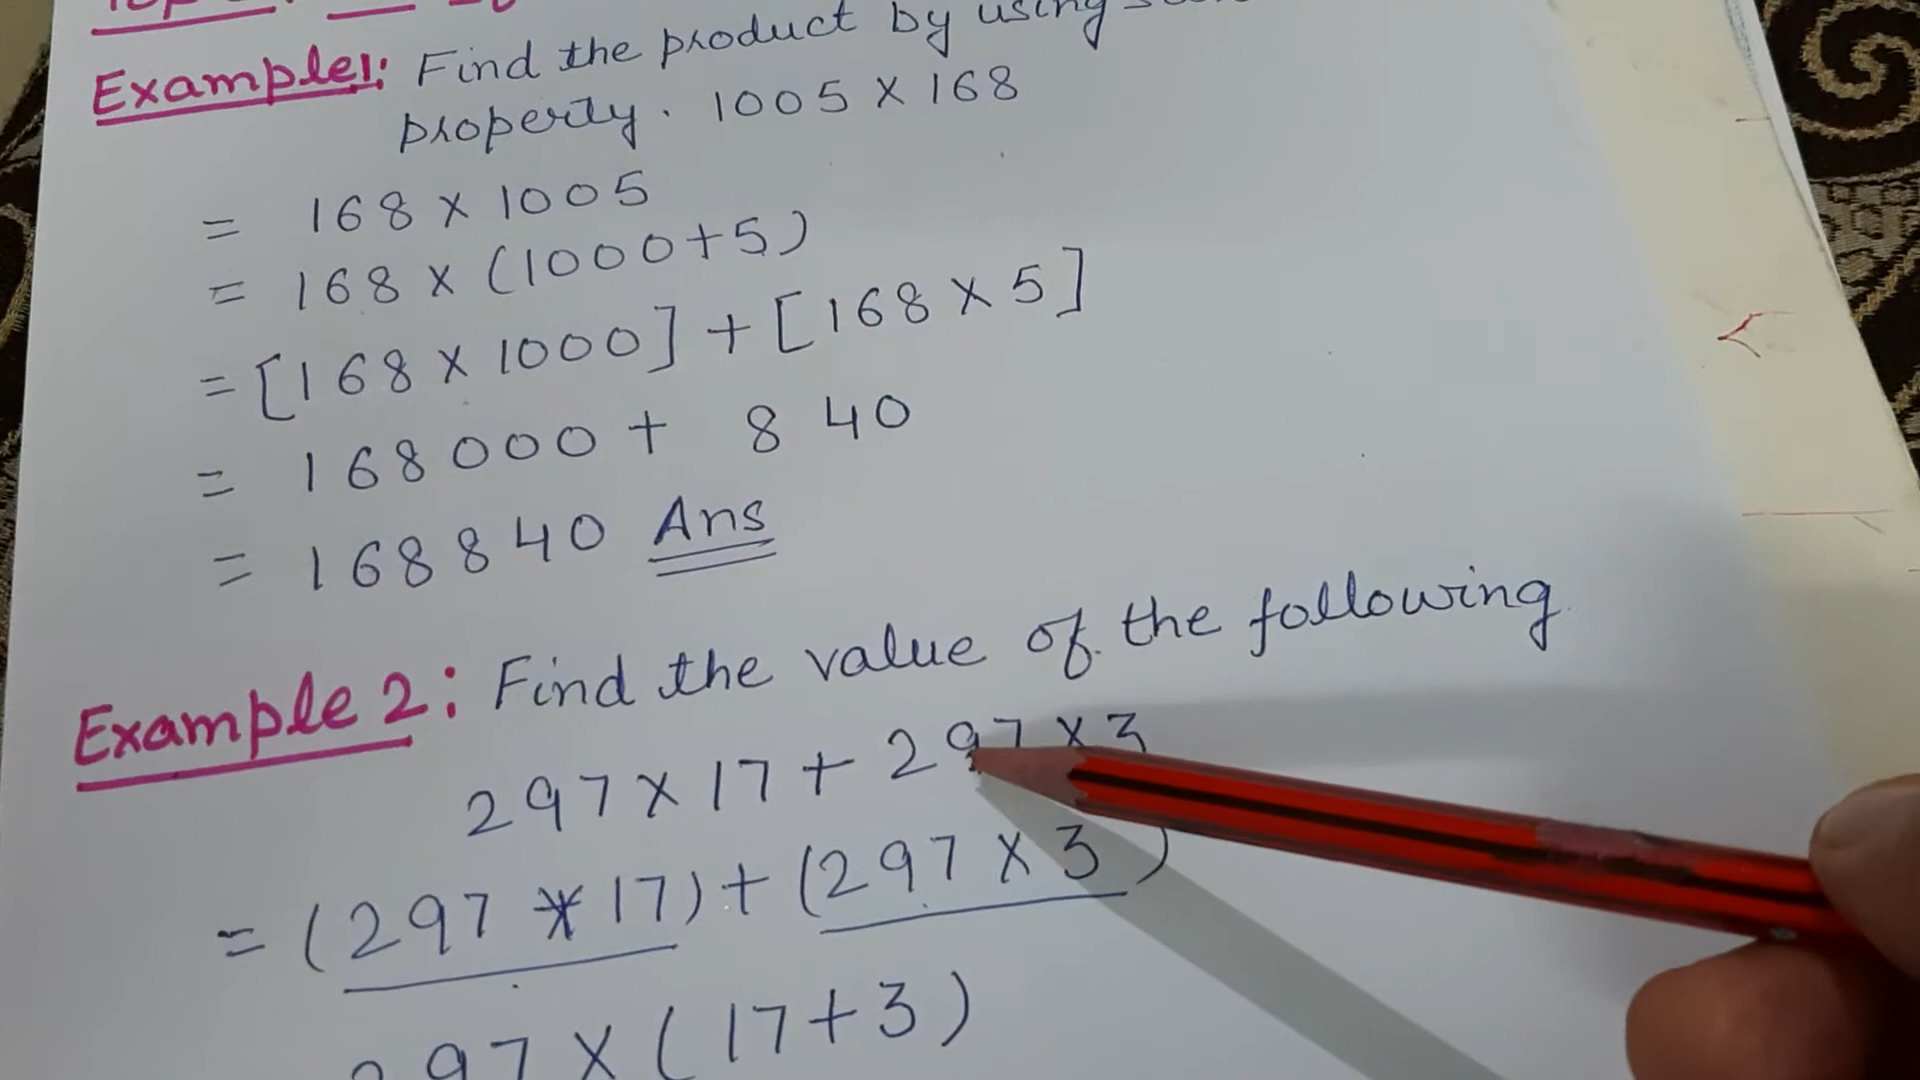 Example1: Find the product by using
property. 1005 x 168
= 168 x 1005
= 168 x (1000+5)
= [168 x 1000] + [168 x 5]
= 168000 + 840
= 168840 Ans
Example 2: Find the value of the following
297 x 17 + 297 x 3
= (297 x 17) + (297 x 3)
297 x (17+3)